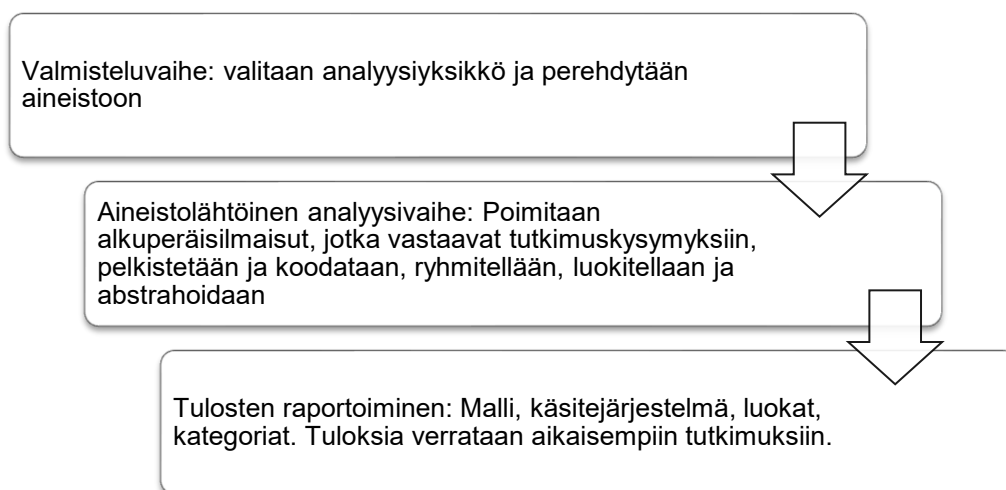 Valmisteluvaihe: valitaan analyysiyksikkö ja perehdytään
aineistoon
Aineistolähtöinen analyysivaihe: Poimitaan
alkuperäisilmaisut, jotka vastaavat tutkimuskysymyksiin,
pelkistetään ja koodataan, ryhmitellään, luokitellaan ja
abstrahoidaan
Tulosten raportoiminen: Malli, käsitejärjestelmä, luokat,
kategoriat. Tuloksia verrataan aikaisempiin tutkimuksiin.